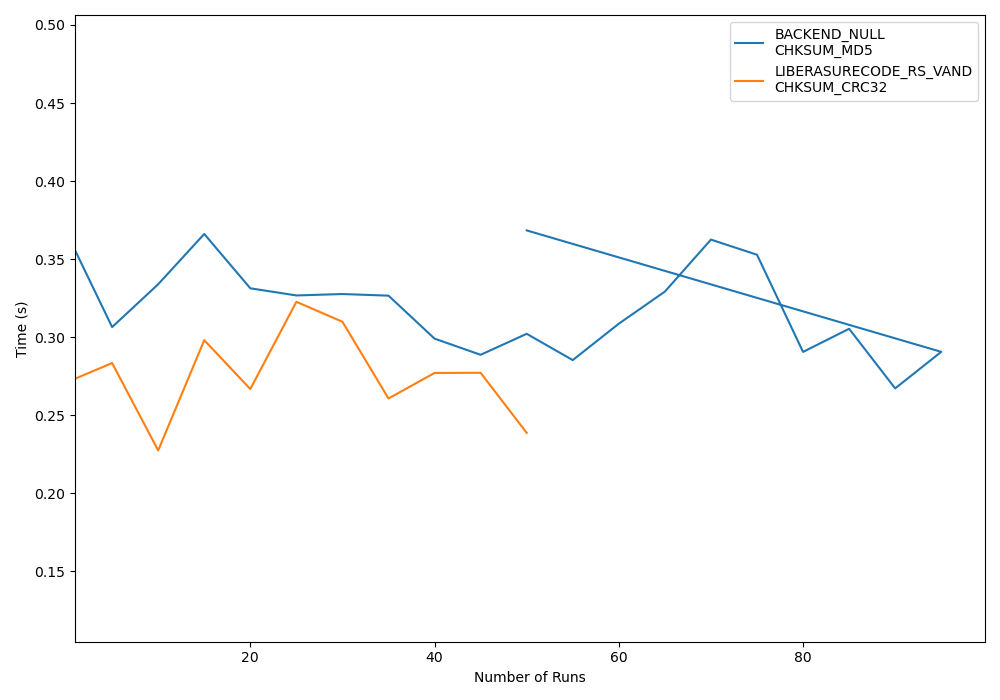 0.50
0.45
0.40
0.35
0.30
0.25
0.20
0.15
Time (s)
BACKEND_NULL
CHKSUM_MD5
LIBERASURECODE_RS_VAND
CHKSUM_CRC32
20
40
60
80
Number of Runs